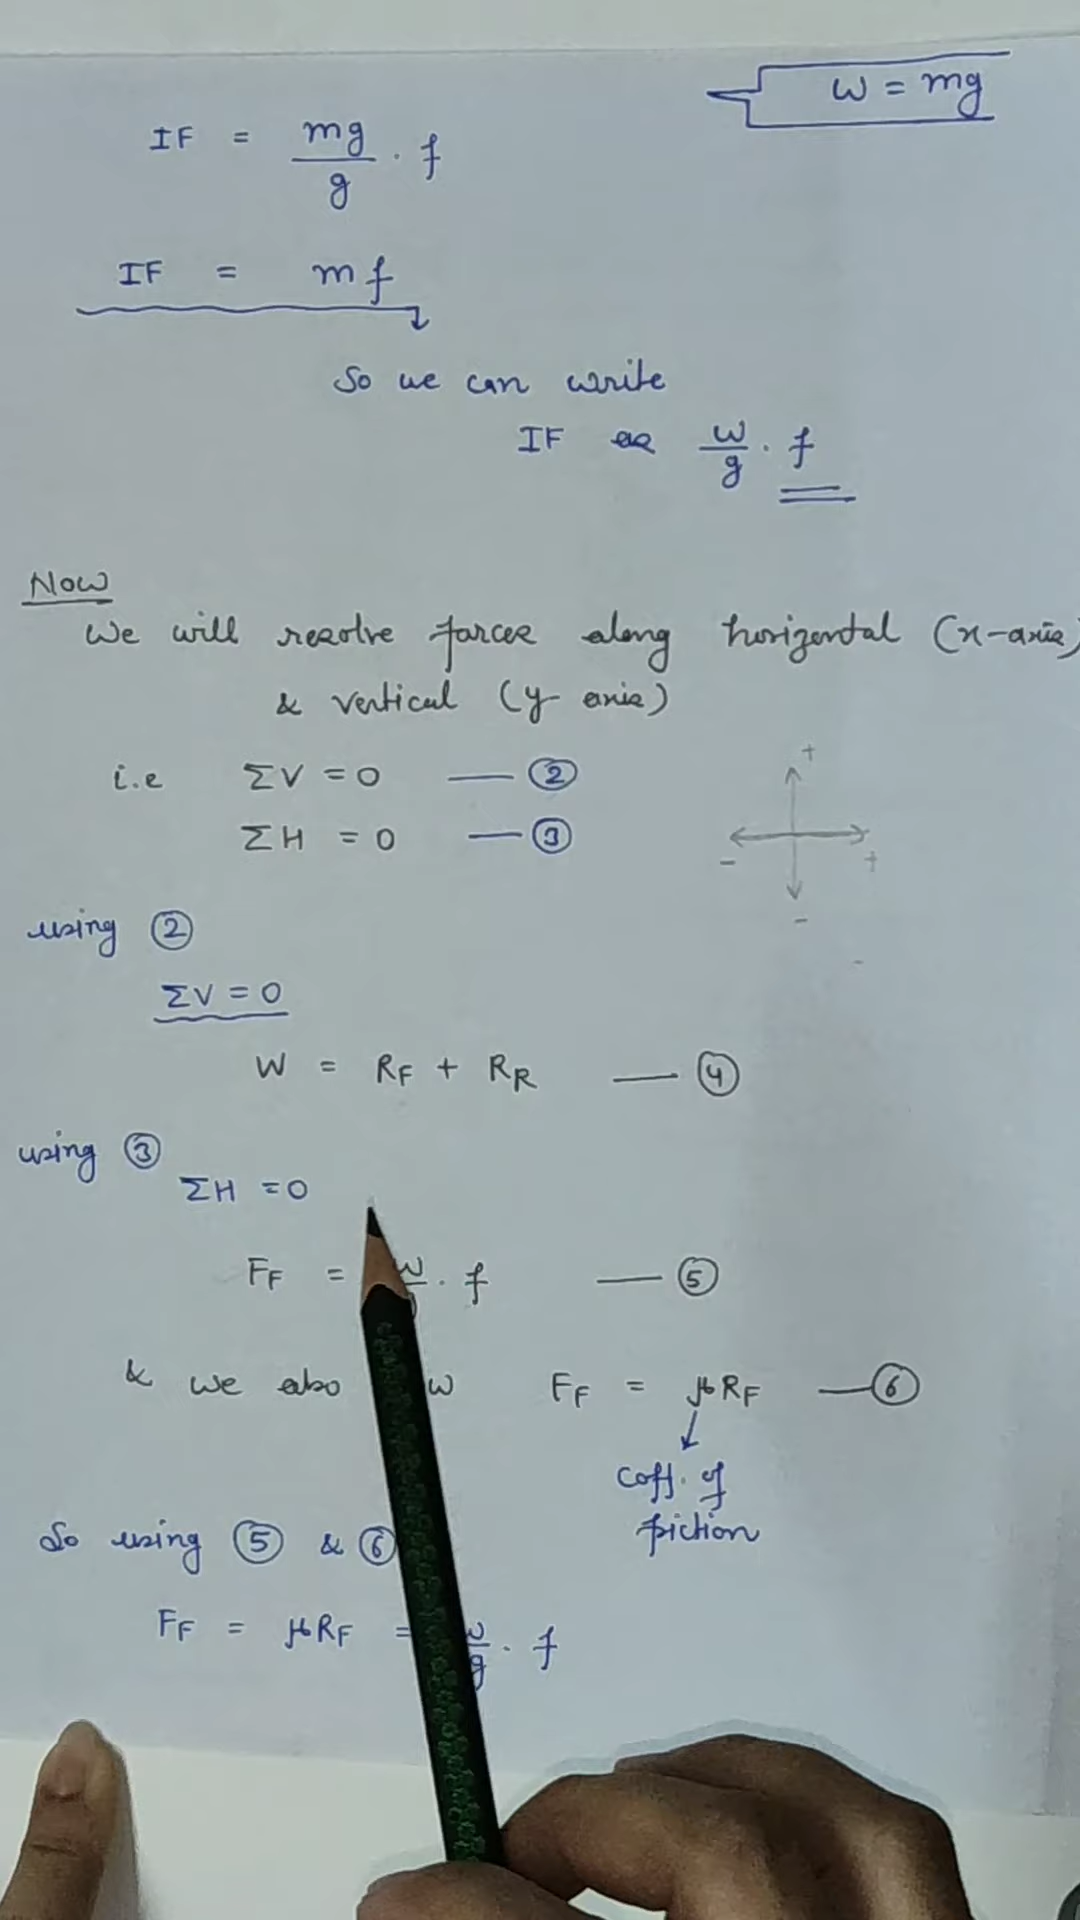 W = mg
IF = mg/g . f
IF = mf
So we can write
IF as W/g . f
Now
We will resolve forces along horizontal (x-axis)
& vertical (y axis)
i.e ΣV = 0 — ②
ΣH = 0 — ③
+
- +
-
using ②
ΣV = 0
W = RF + RR — ④
using ③
ΣH = 0
FF = W . f — ⑤
& we also FF = μRF — ⑥
Coff. of
friction
So using ⑤ & ⑥
FF = μRF = W/g . f